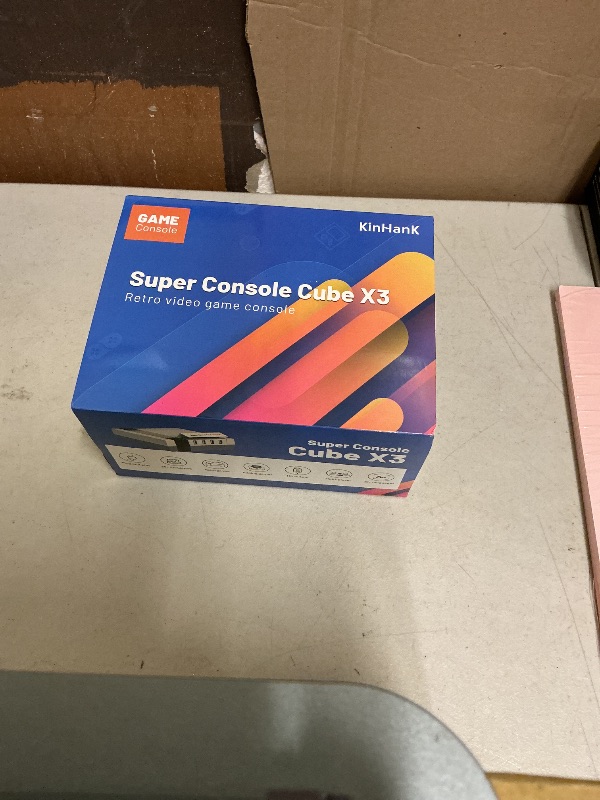 GAME
Console
KinHanK
Super Console Cube X3
Retro video game console
Super Console
Cube X3